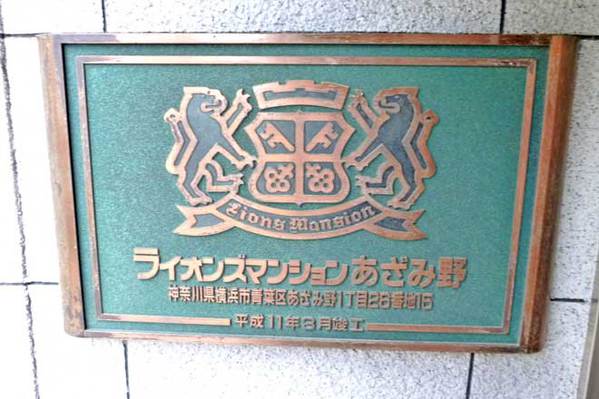 Lions Mansion
ライオンズマンションあざみ野
神奈川県横浜市青葉区あざみ野1丁目26番地15
平成11年3月竣工